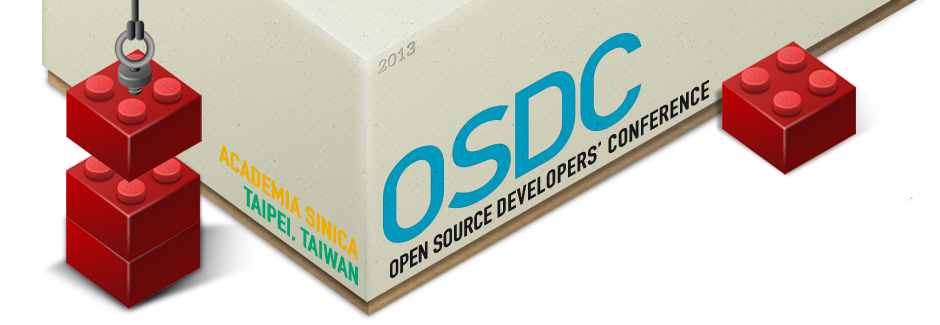 2013
OSDC
OPEN SOURCE DEVELOPERS' CONFERENCE
ACADEMIA SINICA
TAIPEI, TAIWAN